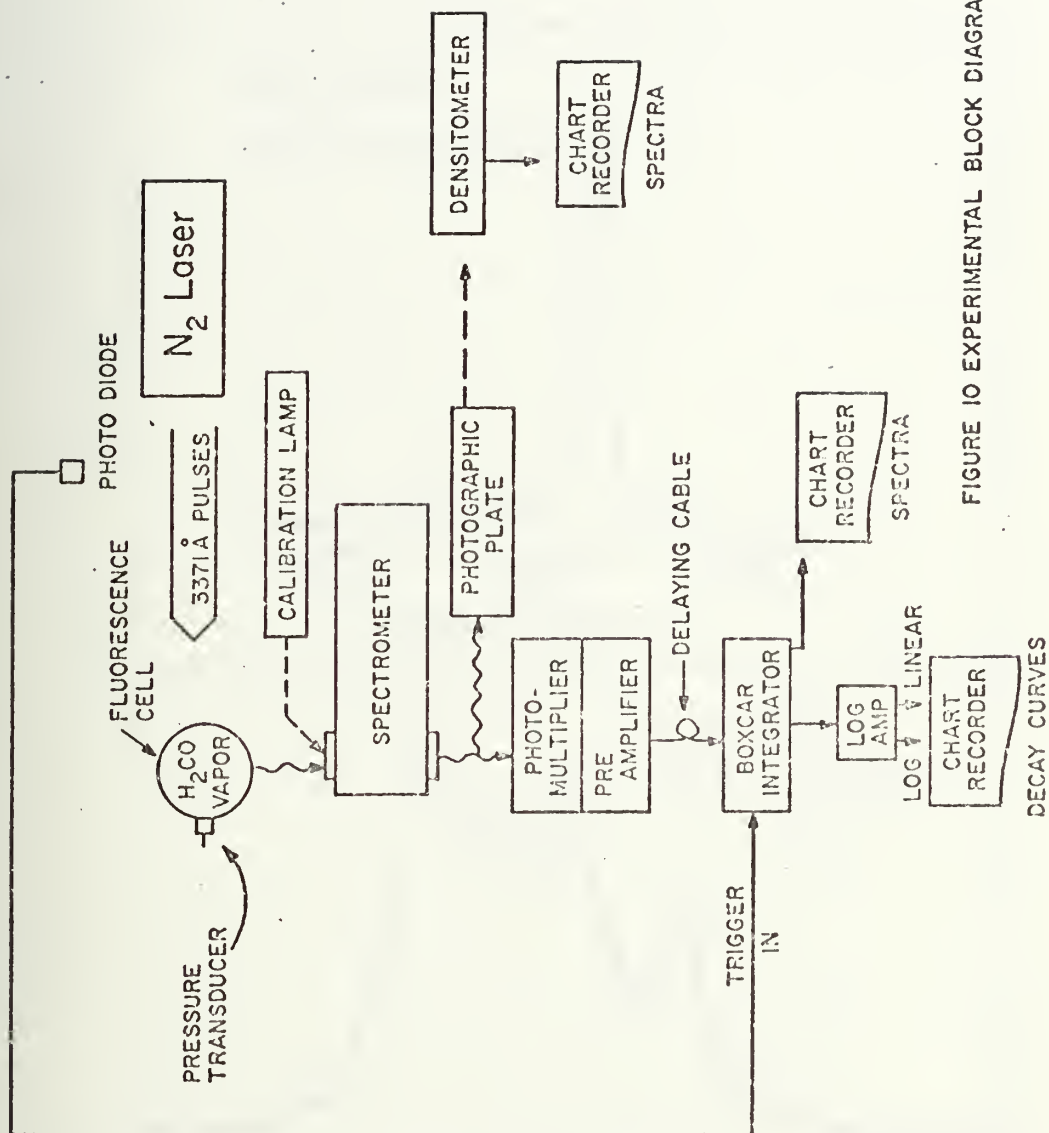 PHOTO DIODE
N2 Laser
3371 Å PULSES
FLUORESCENCE
CELL
H2CO
VAPOR
PRESSURE
TRANSDUCER
CALIBRATION LAMP
SPECTROMETER
PHOTOGRAPHIC
PLATE
DENSITOMETER
CHART
RECORDER
SPECTRA
PHOTO-
MULTIPLIER
PRE
AMPLIFIER
DELAYING CABLE
TRIGGER
IN
BOXCAR
INTEGRATOR
CHART
RECORDER
SPECTRA
LOG
AMP
LOG
LINEAR
CHART
RECORDER
DECAY CURVES
FIGURE 10 EXPERIMENTAL BLOCK DIAGRA